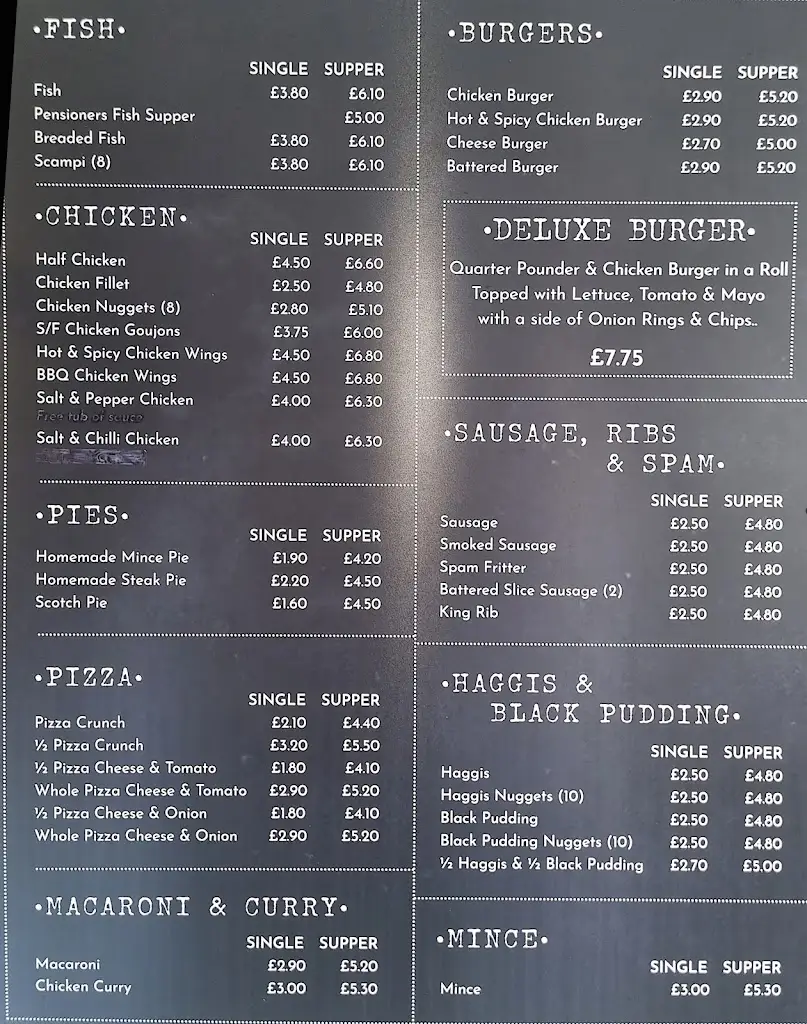 •FISH•
SINGLE SUPPER
Fish £3.80 £6.10
Pensioners Fish Supper £5.00
Breaded Fish £3.80 £6.10
Scampi (8) £3.80 £6.10
•CHICKEN•
SINGLE SUPPER
Half Chicken £4.50 £6.60
Chicken Fillet £2.50 £4.80
Chicken Nuggets (8) £2.80 £5.10
S/F Chicken Goujons £3.75 £6.00
Hot & Spicy Chicken Wings £4.50 £6.80
BBQ Chicken Wings £4.50 £6.80
Salt & Pepper Chicken £4.00 £6.30
Free tub of sauce
Salt & Chilli Chicken £4.00 £6.30
•PIES•
SINGLE SUPPER
Homemade Mince Pie £1.90 £4.20
Homemade Steak Pie £2.20 £4.50
Scotch Pie £1.60 £4.50
•PIZZA•
SINGLE SUPPER
Pizza Crunch £2.10 £4.40
½ Pizza Crunch £3.20 £5.50
½ Pizza Cheese & Tomato £1.80 £4.10
Whole Pizza Cheese & Tomato £2.90 £5.20
½ Pizza Cheese & Onion £1.80 £4.10
Whole Pizza Cheese & Onion £2.90 £5.20
•MACARONI & CURRY•
SINGLE SUPPER
Macaroni £2.90 £5.20
Chicken Curry £3.00 £5.30
•BURGERS•
SINGLE SUPPER
Chicken Burger £2.90 £5.20
Hot & Spicy Chicken Burger £2.90 £5.20
Cheese Burger £2.70 £5.00
Battered Burger £2.90 £5.20
•DELUXE BURGER•
Quarter Pounder & Chicken Burger in a Roll
Topped with Lettuce, Tomato & Mayo
with a side of Onion Rings & Chips..
£7.75
•SAUSAGE, RIBS
& SPAM•
SINGLE SUPPER
Sausage £2.50 £4.80
Smoked Sausage £2.50 £4.80
Spam Fritter £2.50 £4.80
Battered Slice Sausage (2) £2.50 £4.80
King Rib £2.50 £4.80
•HAGGIS &
BLACK PUDDING•
SINGLE SUPPER
Haggis £2.50 £4.80
Haggis Nuggets (10) £2.50 £4.80
Black Pudding £2.50 £4.80
Black Pudding Nuggets (10) £2.50 £4.80
½ Haggis & ½ Black Pudding £2.70 £5.00
•MINCE•
SINGLE SUPPER
Mince £3.00 £5.30